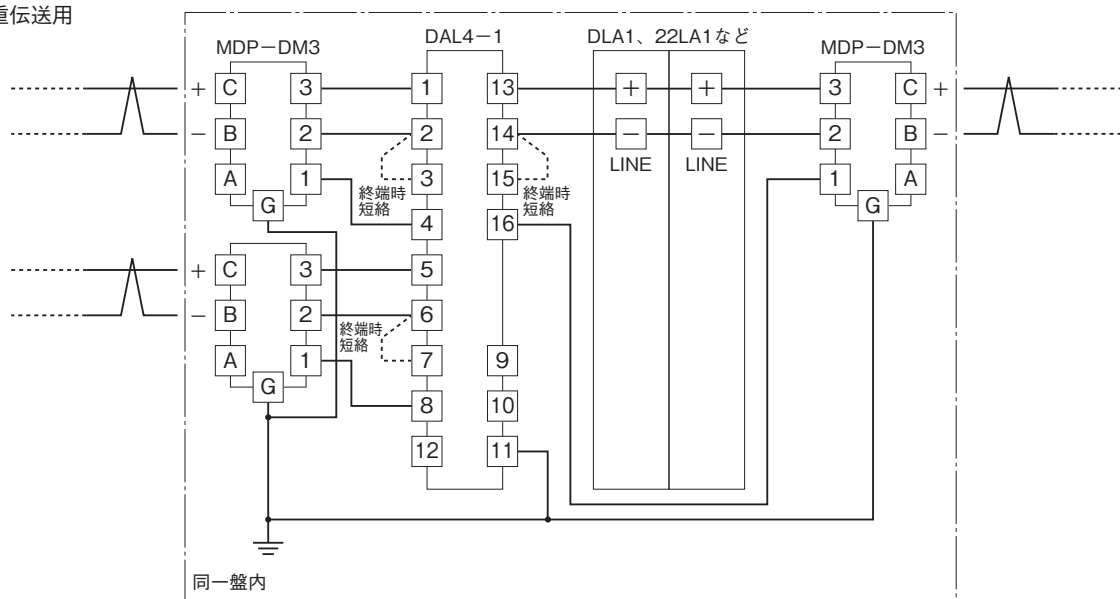 重伝送用
MDP−DM3
DAL4−1
DLA1、22LA1など
MDP−DM3
+ C 3 1 13 + + 3 C +
− B 2 2 14 − − 2 B −
LINE LINE
A 1 3 15 1 A
終端時
短絡
終端時
短絡
G 4 16 G
+ C 3 5
− B 2 6
終端時
短絡
A 1 7 9
G 8 10
12 11
同一盤内